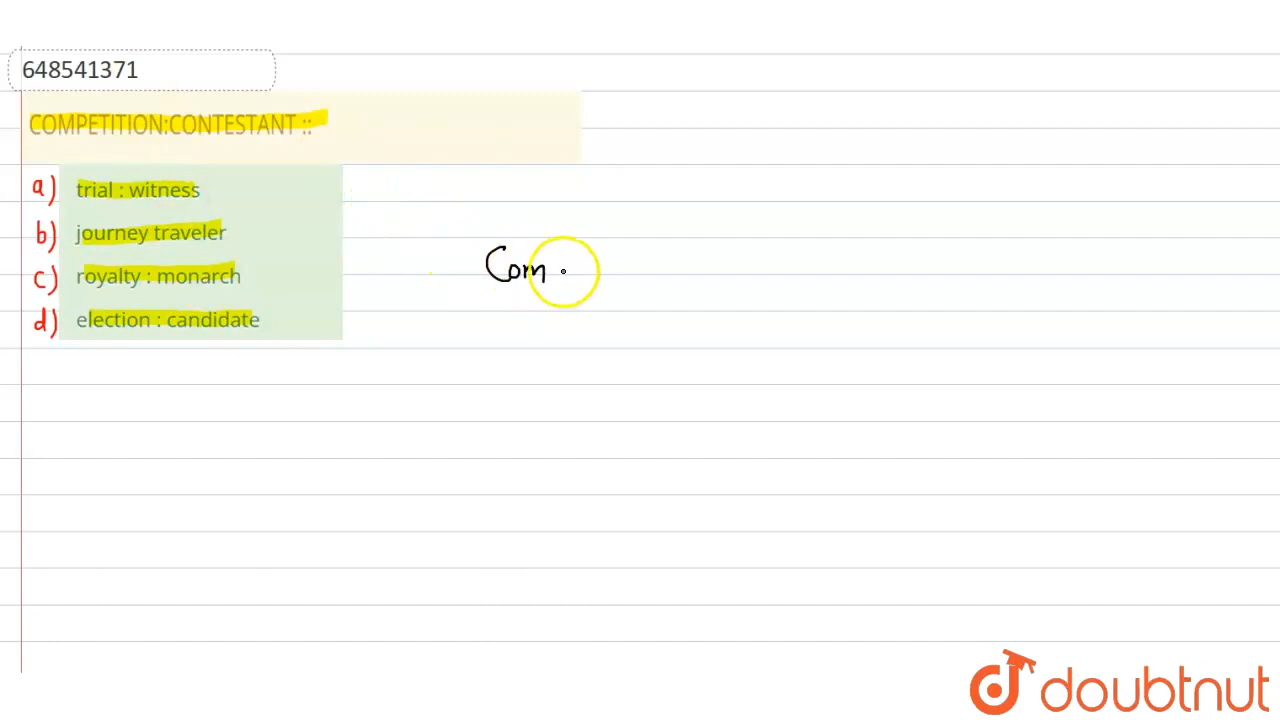 648541371
COMPETITION:CONTESTANT ::
a) trial : witness
b) journey traveler
c) royalty : monarch
d) election : candidate
Com
doubtnut